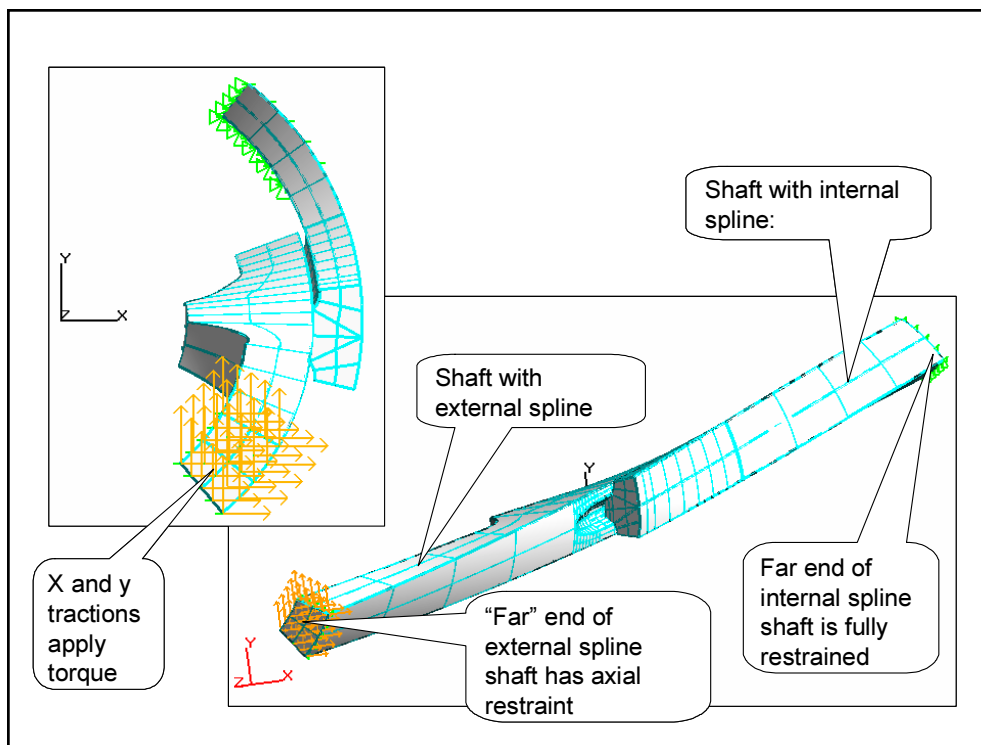 Y
Z
X
Shaft with internal
spline:
Shaft with
external spline
Y
X and y
tractions
apply
torque
"Far" end of
external spline
shaft has axial
restraint
Far end of
internal spline
shaft is fully
restrained
Y
Z
X